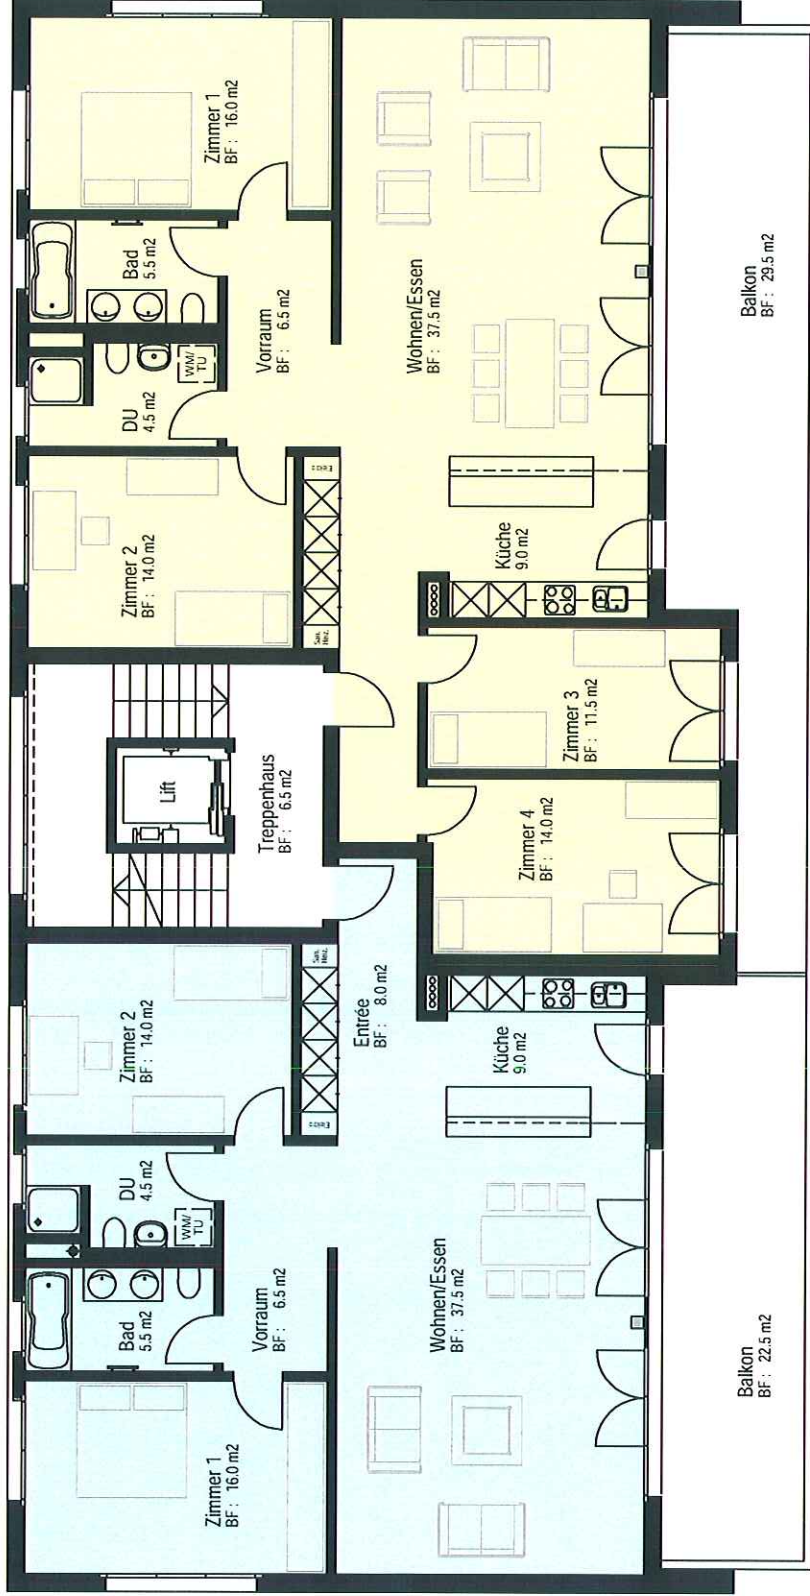 Zimmer 1
BF : 16.0 m2
Bad
5.5 m2
DU
4.5 m2
WM/
TU
Zimmer 2
BF : 14.0 m2
Lift
Zimmer 2
BF : 14.0 m2
DU
4.5 m2
WM/
TU
Bad
5.5 m2
Zimmer 1
BF : 16.0 m2
Vorraum
BF : 6.5 m2
San.
Heiz.
Treppenhaus
BF : 6.5 m2
San.
Heiz.
Vorraum
BF : 6.5 m2
Entrée
BF : 8.0 m2
Wohnen/Essen
BF : 37.5 m2
Küche
9.0 m2
Zimmer 4
BF : 14.0 m2
Zimmer 3
BF : 11.5 m2
Küche
9.0 m2
Wohnen/Essen
BF : 37.5 m2
Balkon
BF : 22.5 m2
Balkon
BF : 29.5 m2